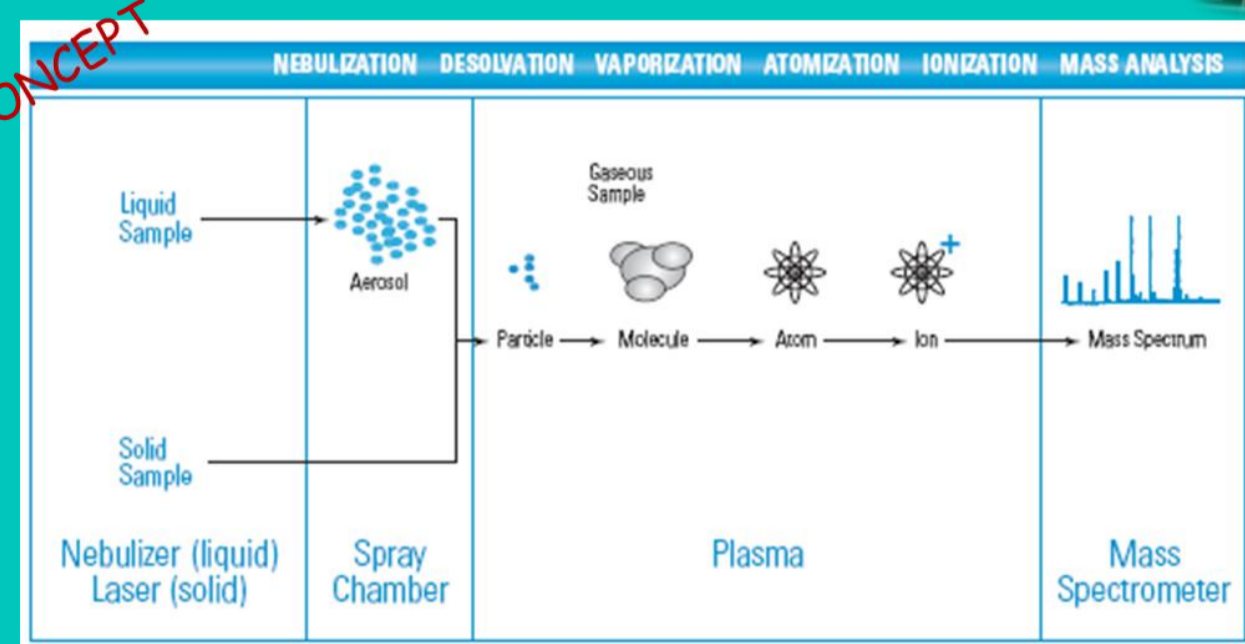 ONCEPT
NEBULIZATION DESOLVATION VAPORIZATION ATOMIZATION IONIZATION MASS ANALYSIS
Gaseous
Sample
Liquid
Sample
Aerosol
+
Particle Molecule Atom Ion Mass Spectrum
Solid
Sample
Nebulizer (liquid)
Laser (solid)
Spray
Chamber
Plasma
Mass
Spectrometer